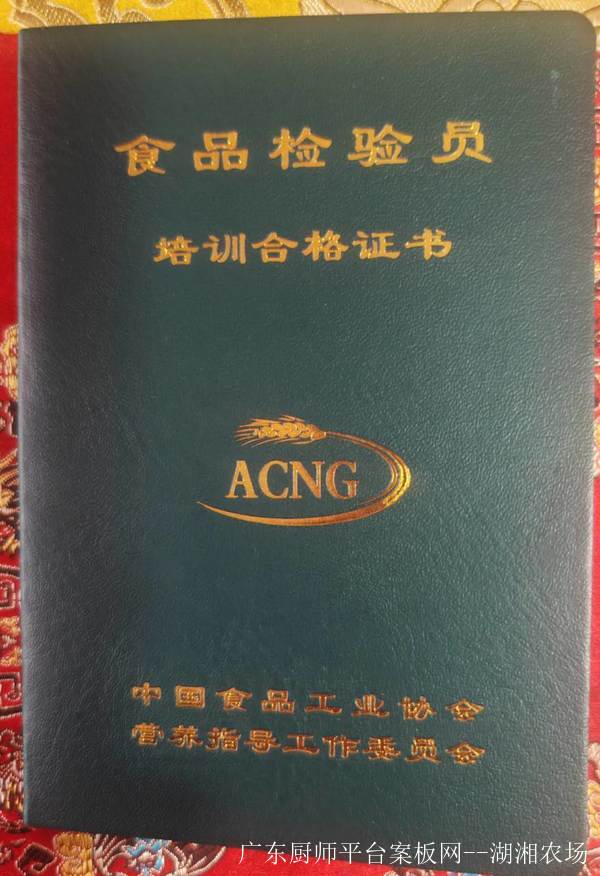 食品检验员
培训合格证书
ACNG
中国食品工业协会
营养指导工作委员会
广东厨师平台案板网--湖湘农场